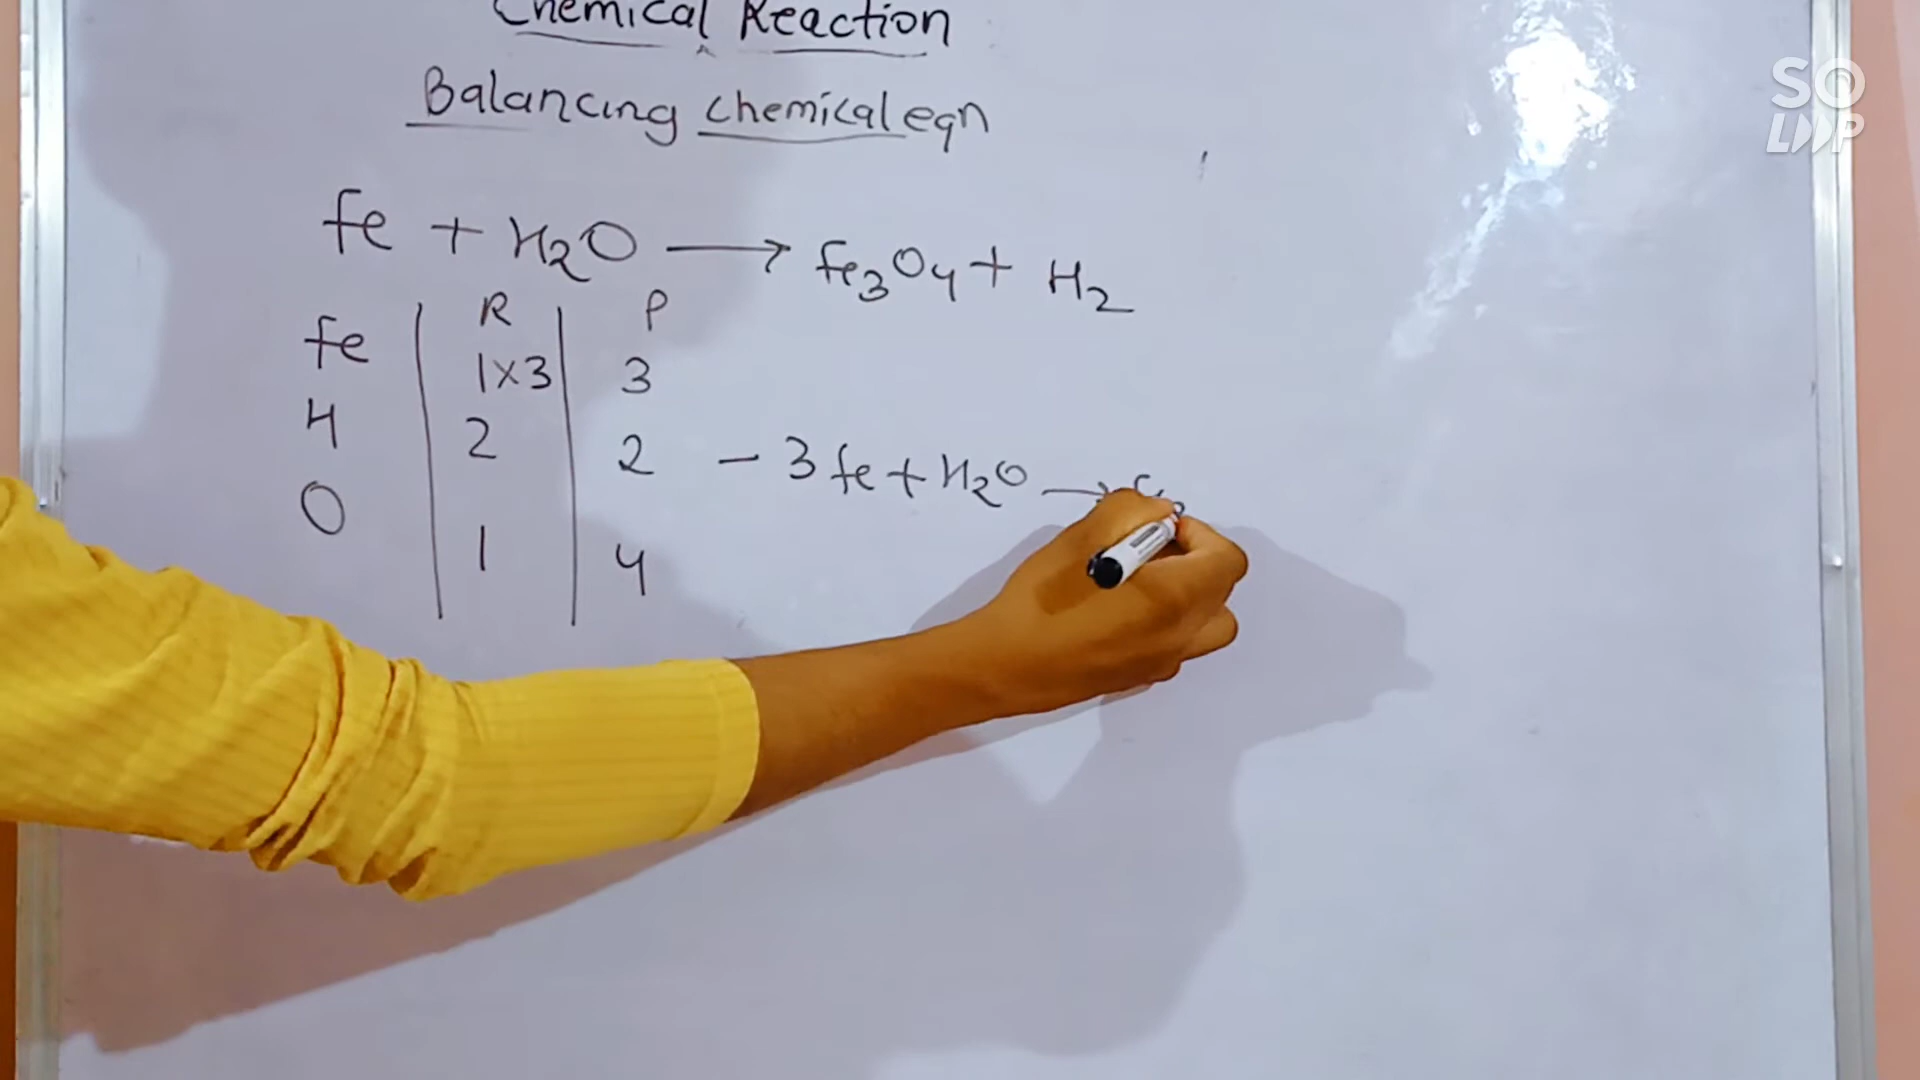 Chemical Reaction
Balancing chemical eqn
fe + H2O → fe3O4 + H2
R P
fe 1×3 3
H 2 2 - 3fe + H2O →
O 1 4
SO
LP